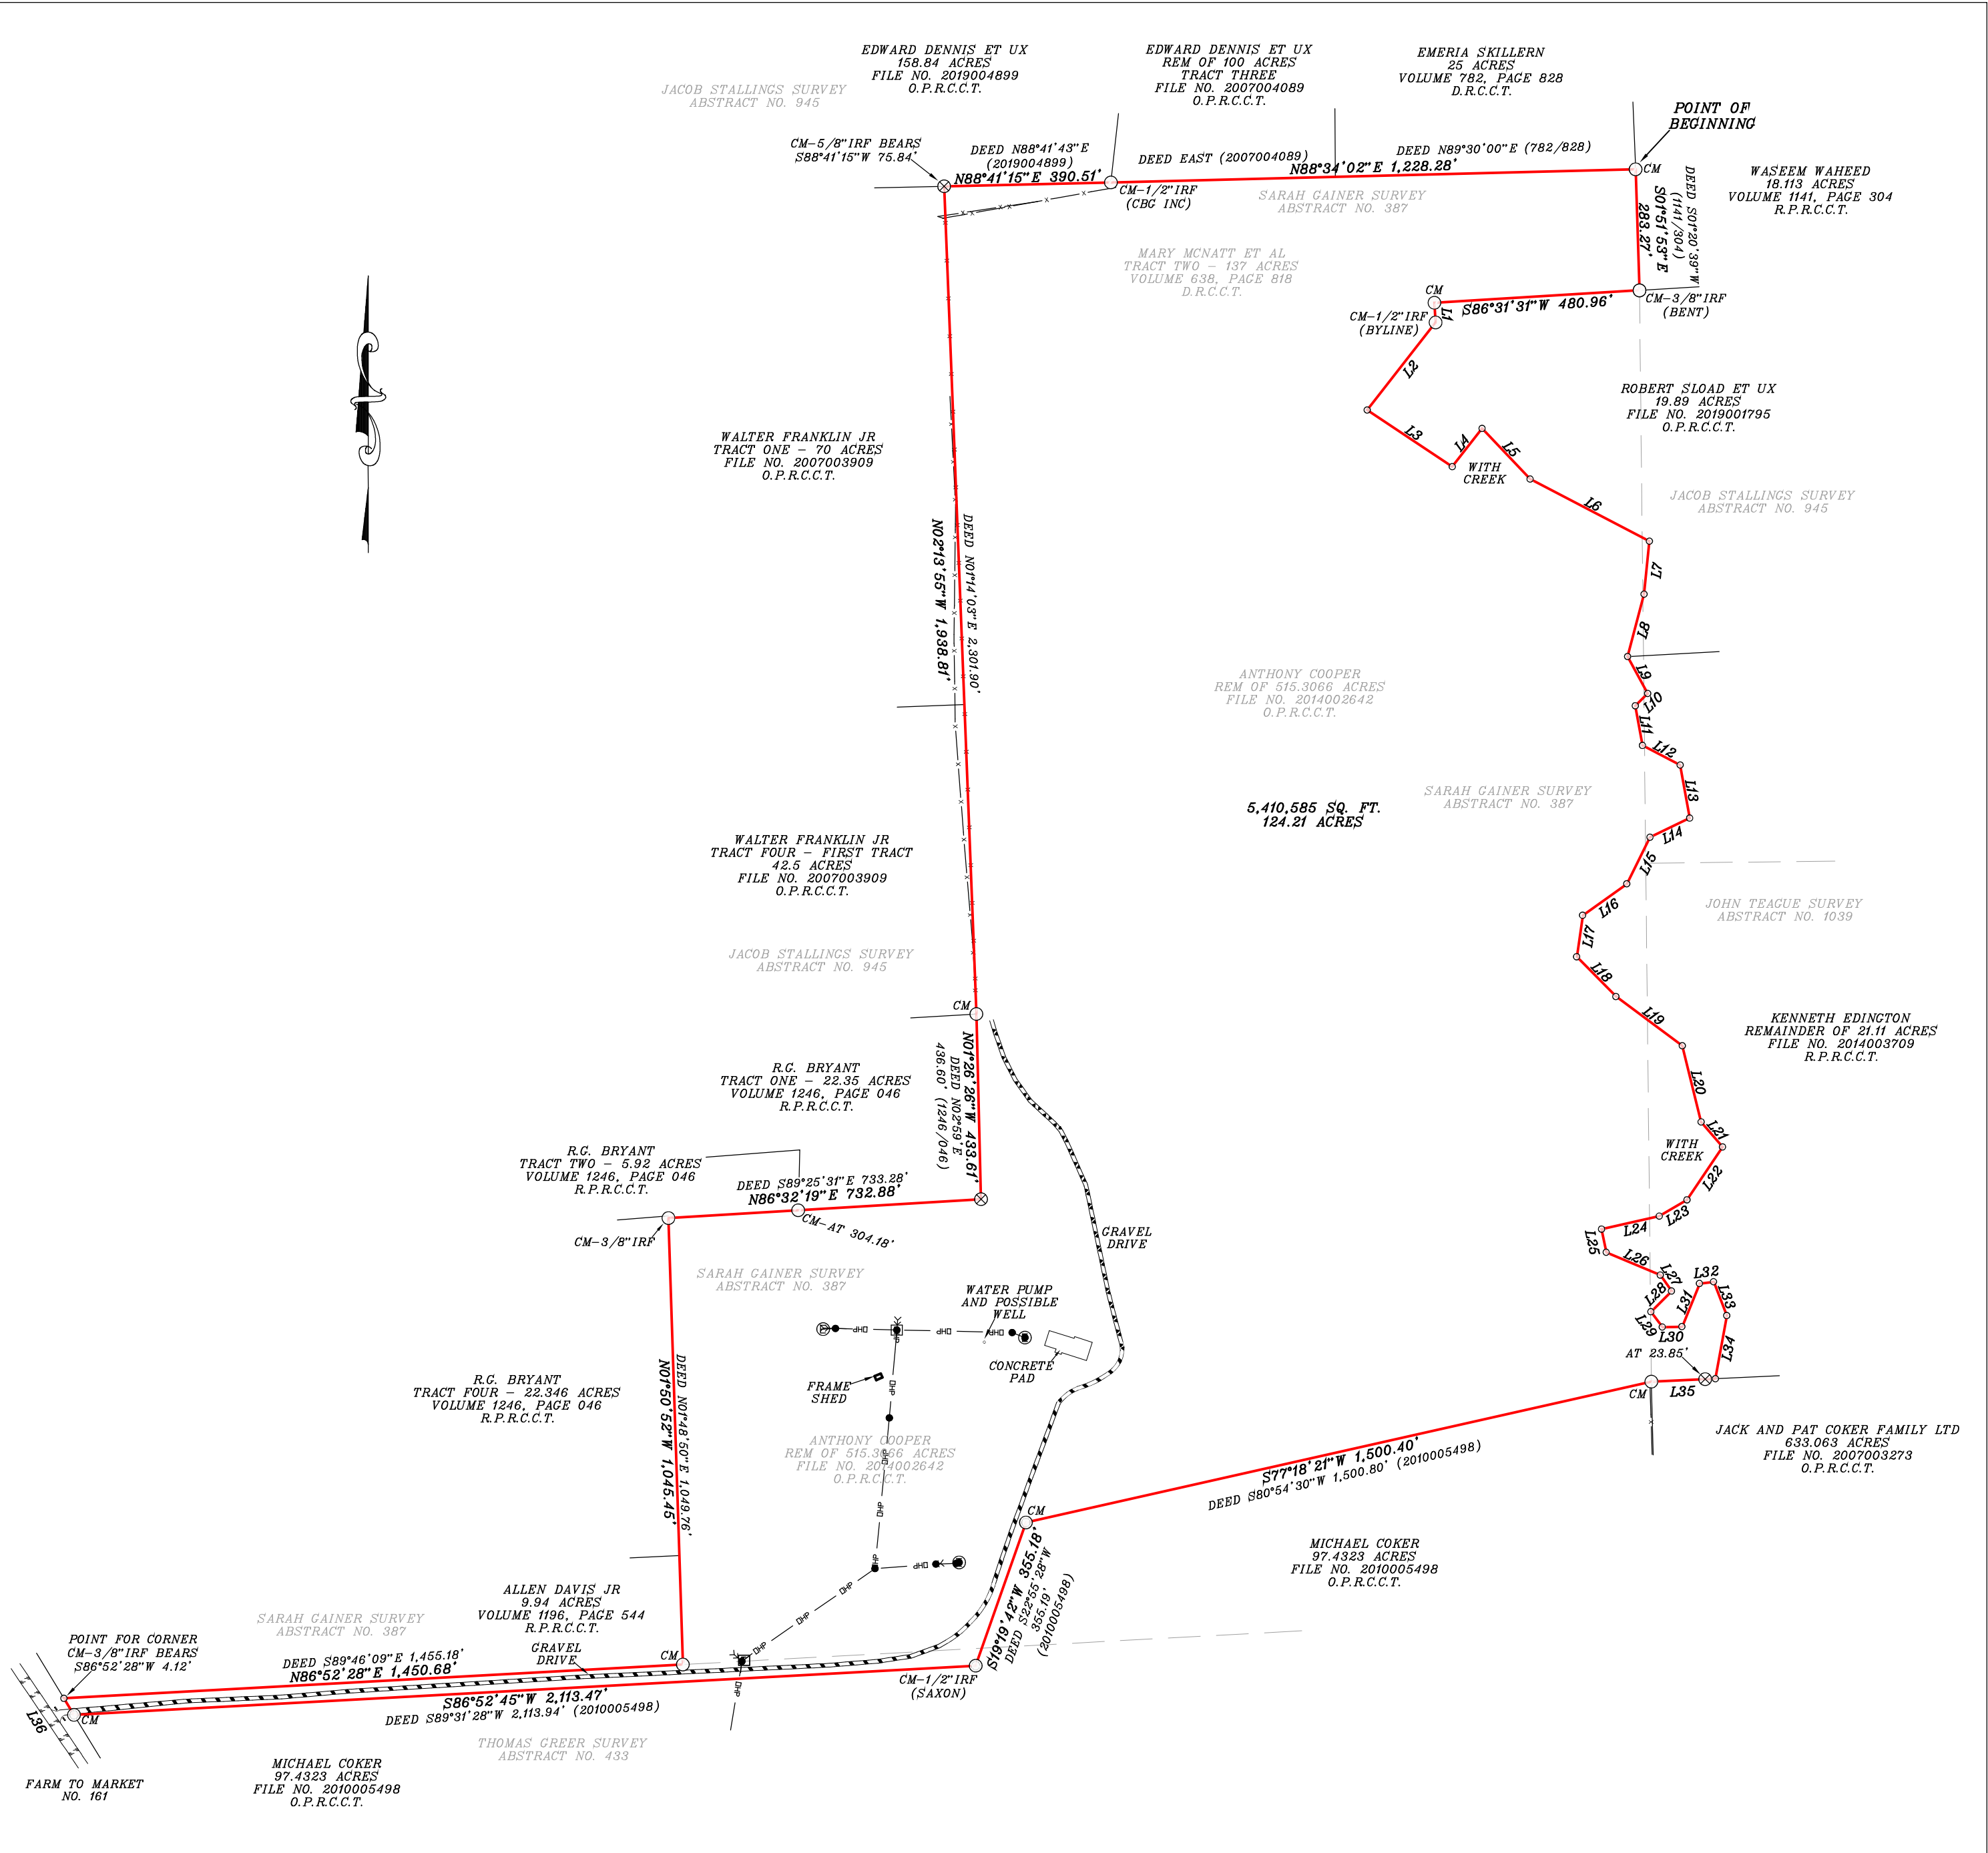 EDWARD DENNIS ET UX
158.84 ACRES
FILE NO. 2019004899
O.P.R.C.C.T.
EDWARD DENNIS ET UX
REM OF 100 ACRES
TRACT THREE
FILE NO. 2007004089
O.P.R.C.C.T.
EMERIA SKILLERN
25 ACRES
VOLUME 782, PAGE 828
D.R.C.C.T.
JACOB STALLINGS SURVEY
ABSTRACT NO. 945
POINT OF
BEGINNING
CM-5/8"IRF BEARS
S88°41'15"W 75.84'
DEED N88°41'43"E
(2019004899)
N88°41'15"E 390.51'
DEED EAST (2007004089)
DEED N89°30'00"E (782/828)
N88°34'02"E 1,228.28'
CM
CM-1/2"IRF
(CBG INC)
SARAH GAINER SURVEY
ABSTRACT NO. 387
DEED S01°20'39"W
(1141/304)
S01°51'53"E
283.27'
WASEEM WAHEED
18.113 ACRES
VOLUME 1141, PAGE 304
R.P.R.C.C.T.
MARY MCNATT ET AL
TRACT TWO - 137 ACRES
VOLUME 638, PAGE 818
D.R.C.C.T.
CM
S86°31'31"W 480.96'
CM-3/8"IRF
(BENT)
CM-1/2"IRF
(BYLINE)
L1
L2
L3
L4
L5
WITH
CREEK
L6
ROBERT SLOAD ET UX
19.89 ACRES
FILE NO. 2019001795
O.P.R.C.C.T.
WALTER FRANKLIN JR
TRACT ONE - 70 ACRES
FILE NO. 2007003909
O.P.R.C.C.T.
JACOB STALLINGS SURVEY
ABSTRACT NO. 945
N02°13'55"W 1,938.81'
DEED N01°14'03"E 2,301.90'
L7
L8
L9
L10
L11
L12
L13
L14
L15
L16
L17
L18
L19
ANTHONY COOPER
REM OF 515.3066 ACRES
FILE NO. 2014002642
O.P.R.C.C.T.
5,410,585 SQ. FT.
124.21 ACRES
SARAH GAINER SURVEY
ABSTRACT NO. 387
WALTER FRANKLIN JR
TRACT FOUR - FIRST TRACT
42.5 ACRES
FILE NO. 2007003909
O.P.R.C.C.T.
JOHN TEAGUE SURVEY
ABSTRACT NO. 1039
JACOB STALLINGS SURVEY
ABSTRACT NO. 945
CM
KENNETH EDINGTON
REMAINDER OF 21.11 ACRES
FILE NO. 2014003709
R.P.R.C.C.T.
R.G. BRYANT
TRACT ONE - 22.35 ACRES
VOLUME 1246, PAGE 046
R.P.R.C.C.T.
N01°26'26"W 433.61'
DEED N02°59'E
436.60' (1246/046)
L20
L21
WITH
CREEK
L22
L23
L24
L25
L26
L27
L28
L29
L30
L31
L32
L33
L34
R.G. BRYANT
TRACT TWO - 5.92 ACRES
VOLUME 1246, PAGE 046
R.P.R.C.C.T.
DEED S89°25'31"E 733.28'
N86°32'19"E 732.88'
CM-AT 304.18'
CM-3/8"IRF
GRAVEL
DRIVE
SARAH GAINER SURVEY
ABSTRACT NO. 387
WATER PUMP
AND POSSIBLE
WELL
OHP
OHP
OHP
OHP
CONCRETE
PAD
FRAME
SHED
OHP
AT 23.85'
CM
L35
N01°50'52"W 1,045.45'
DEED N01°48'50"E 1,049.76'
R.G. BRYANT
TRACT FOUR - 22.346 ACRES
VOLUME 1246, PAGE 046
R.P.R.C.C.T.
ANTHONY COOPER
REM OF 515.3066 ACRES
FILE NO. 2014002642
O.P.R.C.C.T.
OHP
OHP
OHP
OHP
OHP
OHP
OHP
OHP
JACK AND PAT COKER FAMILY LTD
633.063 ACRES
FILE NO. 2007003273
O.P.R.C.C.T.
S77°18'21"W 1,500.40'
DEED S80°54'30"W 1,500.80' (2010005498)
CM
S19°19'42"W 355.18'
DEED S22°55'28"W
355.19'
(2010005498)
MICHAEL COKER
97.4323 ACRES
FILE NO. 2010005498
O.P.R.C.C.T.
ALLEN DAVIS JR
9.94 ACRES
VOLUME 1196, PAGE 544
R.P.R.C.C.T.
SARAH GAINER SURVEY
ABSTRACT NO. 387
POINT FOR CORNER
CM-3/8"IRF BEARS
S86°52'28"W 4.12'
GRAVEL
DRIVE
CM
DEED S89°46'09"E 1,455.18'
N86°52'28"E 1,450.68'
S86°52'45"W 2,113.47'
DEED S89°31'28"W 2,113.94' (2010005498)
CM-1/2"IRF
(SAXON)
L36
CM
THOMAS GREER SURVEY
ABSTRACT NO. 433
MICHAEL COKER
97.4323 ACRES
FILE NO. 2010005498
O.P.R.C.C.T.
FARM TO MARKET
NO. 161